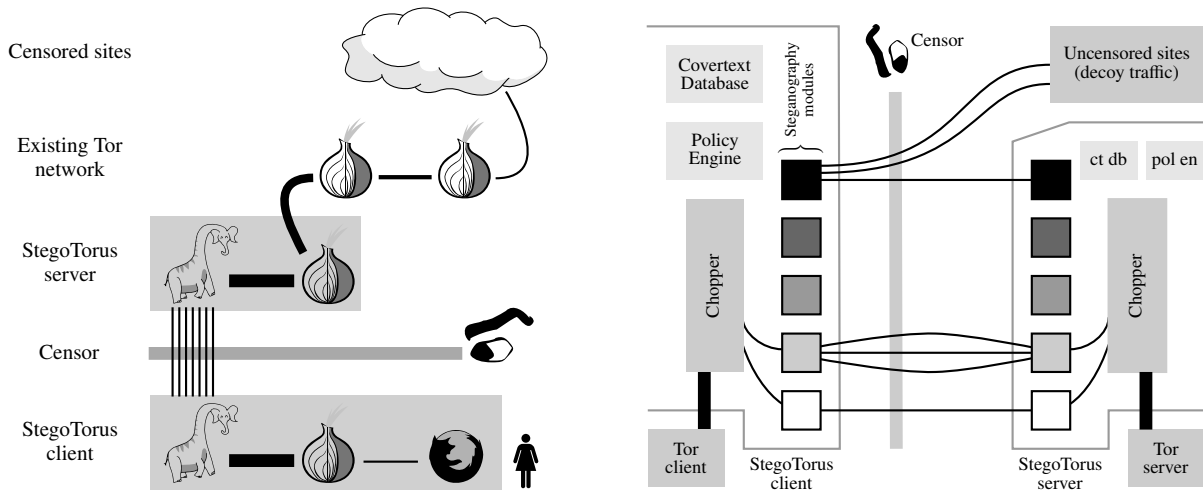 Censored sites
Existing Tor
network
StegoTorus
server
Censor
StegoTorus
client
Covertext
Database
Policy
Engine
Steganography
modules
Censor
Uncensored sites
(decoy traffic)
ct db
pol en
Chopper
Chopper
Tor
client
StegoTorus
client
StegoTorus
server
Tor
server